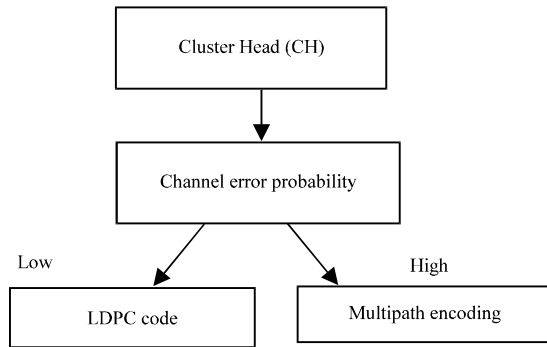 Cluster Head (CH)
Channel error probability
Low
High
LDPC code
Multipath encoding